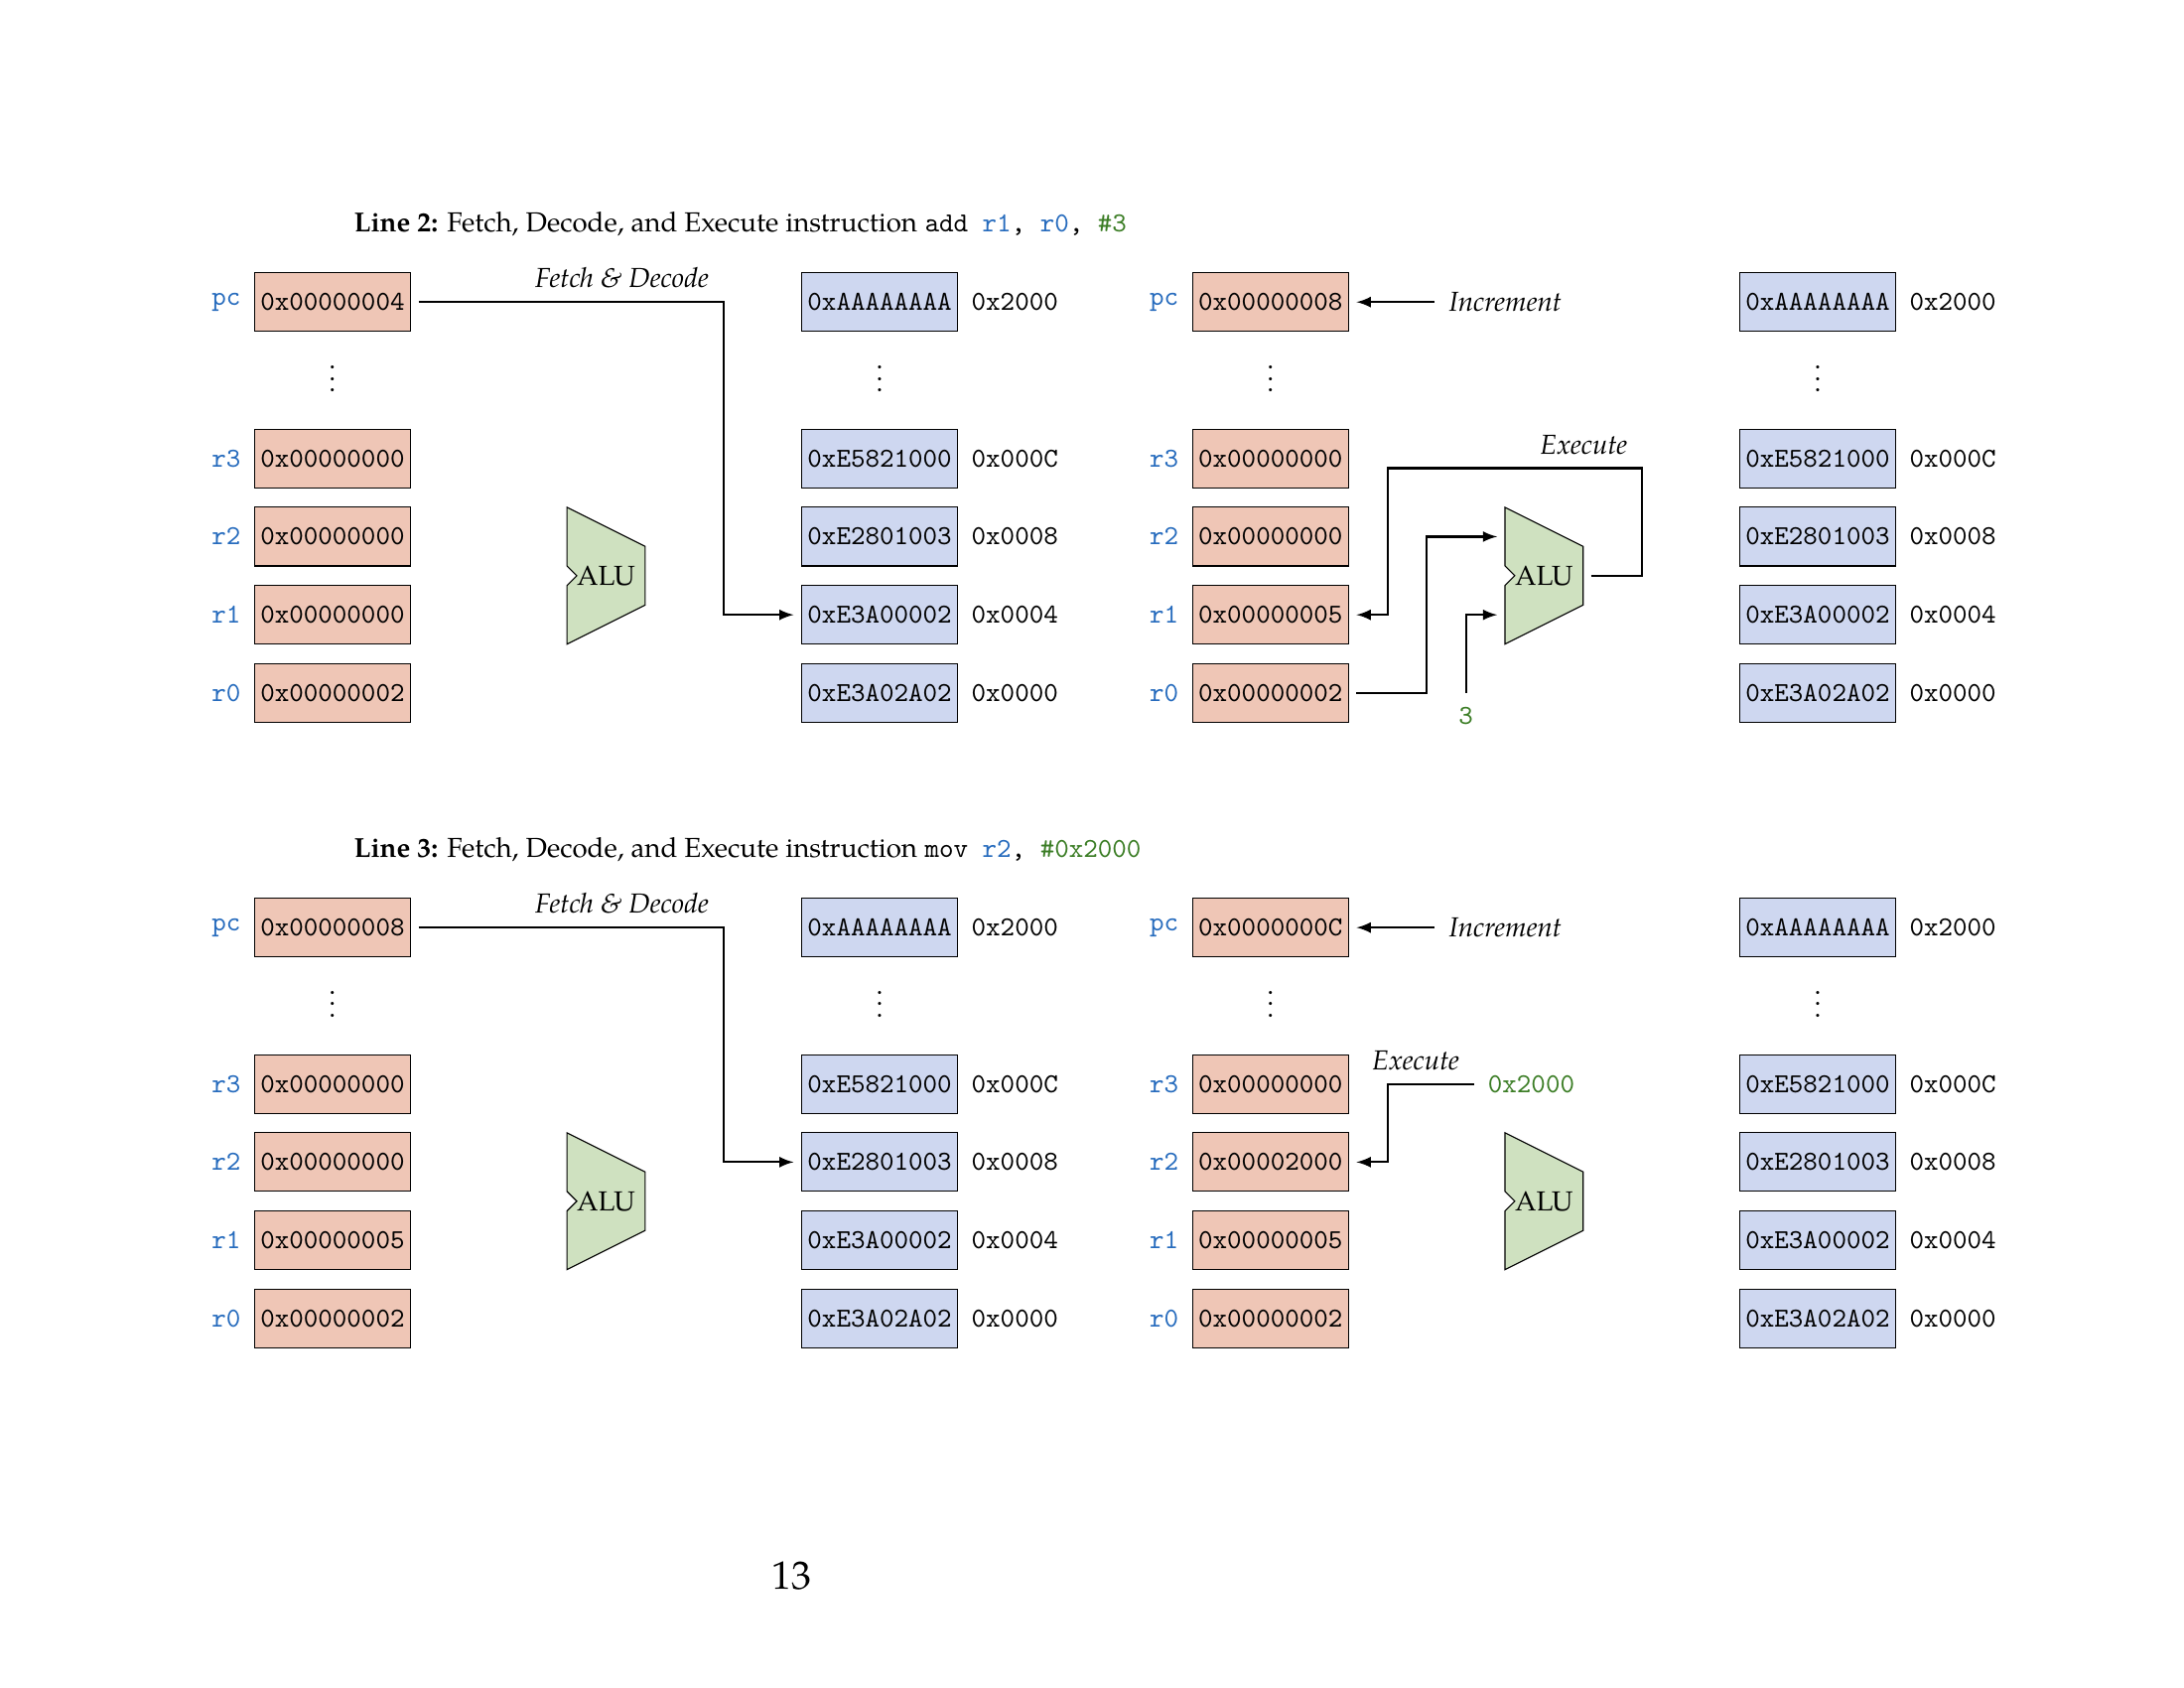 Line 2: Fetch, Decode, and Execute instruction add r1, r0, #3
Fetch & Decode
pc 0x00000004 0xAAAAAAAA 0x2000 pc 0x00000008 Increment 0xAAAAAAAA 0x2000
⋮ ⋮ ⋮ ⋮
Execute
r3 0x00000000 0xE5821000 0x000C r3 0x00000000 0xE5821000 0x000C
r2 0x00000000 0xE2801003 0x0008 r2 0x00000000 0xE2801003 0x0008
ALU ALU
r1 0x00000000 0xE3A00002 0x0004 r1 0x00000005 0xE3A00002 0x0004
r0 0x00000002 0xE3A02A02 0x0000 r0 0x00000002 0xE3A02A02 0x0000
3
Line 3: Fetch, Decode, and Execute instruction mov r2, #0x2000
Fetch & Decode
pc 0x00000008 0xAAAAAAAA 0x2000 pc 0x0000000C Increment 0xAAAAAAAA 0x2000
⋮ ⋮ ⋮ ⋮
Execute
r3 0x00000000 0xE5821000 0x000C r3 0x00000000 0x2000 0xE5821000 0x000C
r2 0x00000000 0xE2801003 0x0008 r2 0x00002000 0xE2801003 0x0008
ALU ALU
r1 0x00000005 0xE3A00002 0x0004 r1 0x00000005 0xE3A00002 0x0004
r0 0x00000002 0xE3A02A02 0x0000 r0 0x00000002 0xE3A02A02 0x0000
13